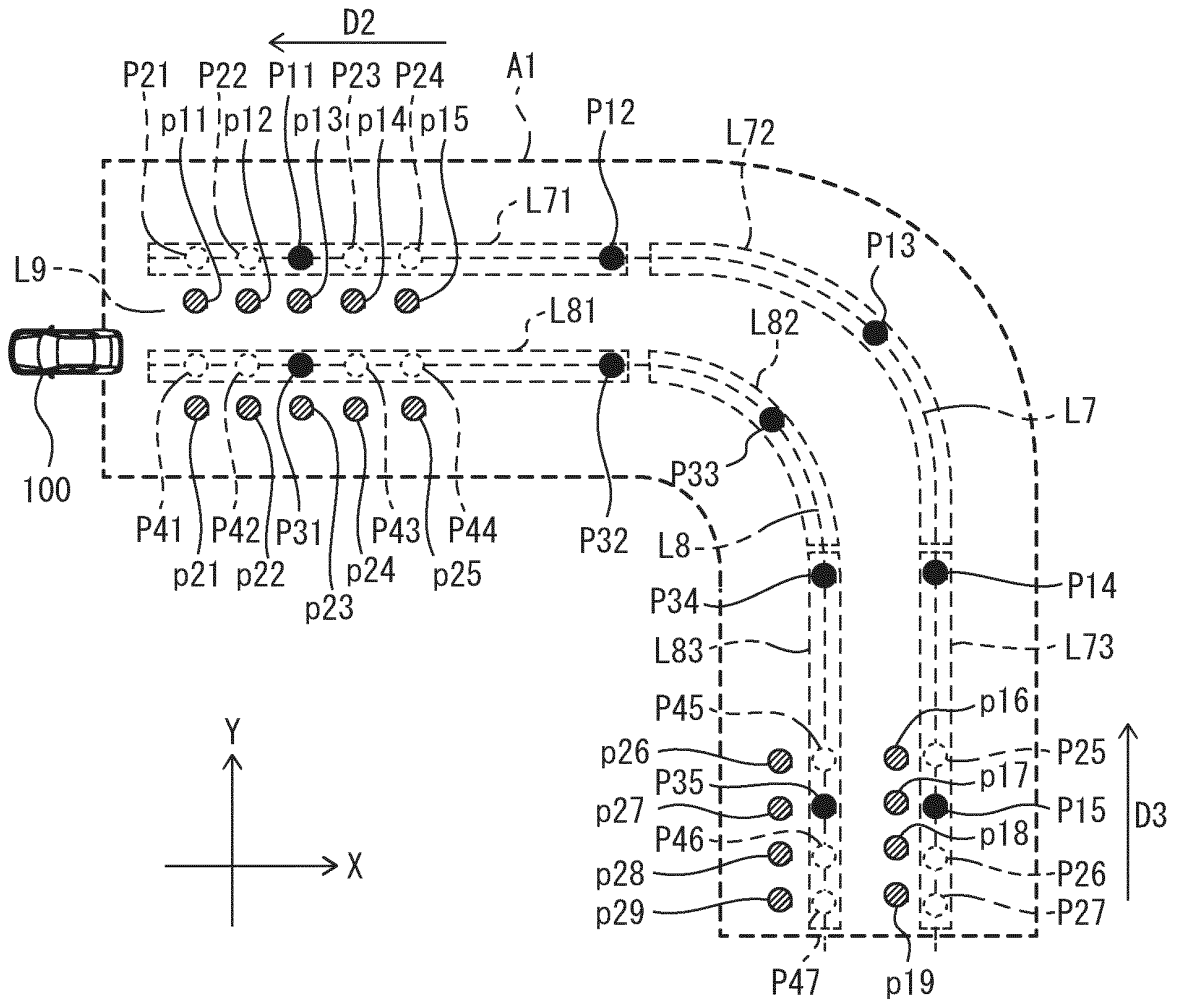 D2
P21 P22 P11 P23 P24 A1
p11 p12 p13 p14 p15 P12
L72
L71
P13
L9
L81 L82
L7
100
P33
P41 P42 P31 P43 P44 P32
L8
p21 p22 p24 p25
p23
P34 P14
L83 L73
p16
P45
Y
p26 P25
P35 p17
p27 P15 D3
P46 p18
X
p28 P26
p29 P27
P47 p19